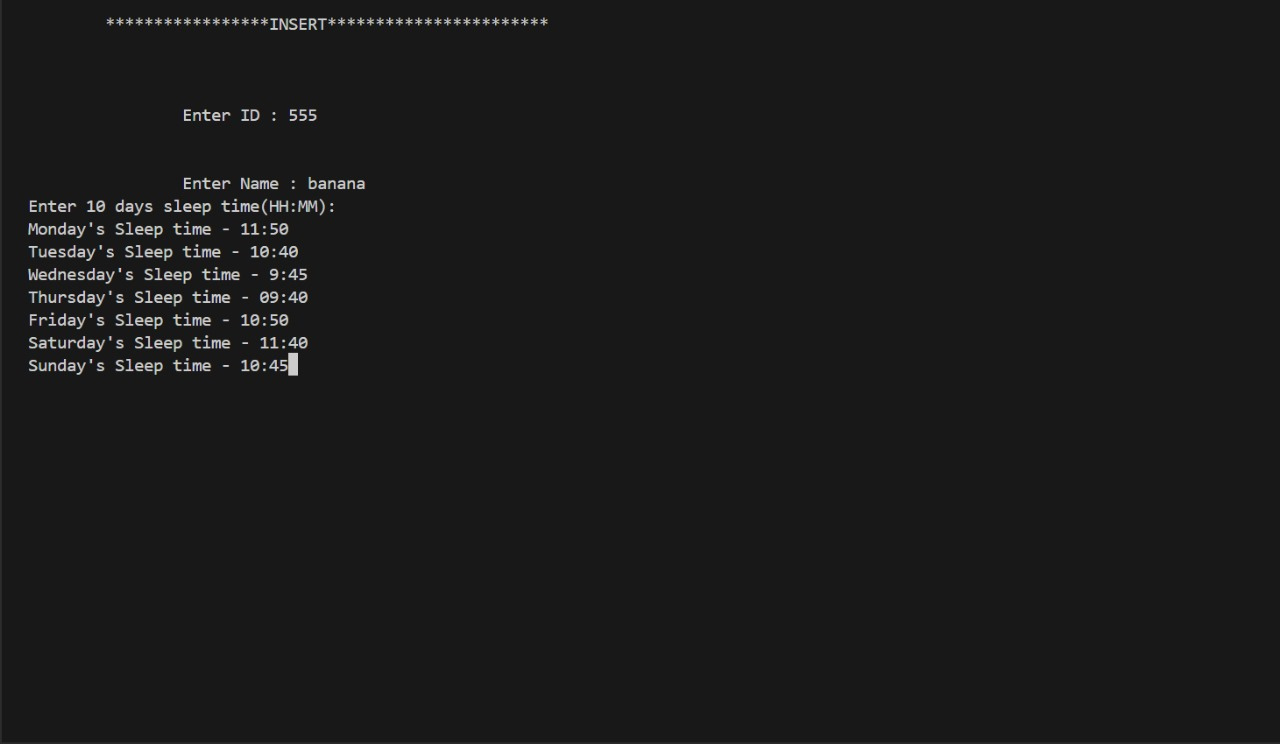 *****************INSERT***********************
Enter ID : 555
Enter Name : banana
Enter 10 days sleep time(HH:MM):
Monday's Sleep time - 11:50
Tuesday's Sleep time - 10:40
Wednesday's Sleep time - 9:45
Thursday's Sleep time - 09:40
Friday's Sleep time - 10:50
Saturday's Sleep time - 11:40
Sunday's Sleep time - 10:45